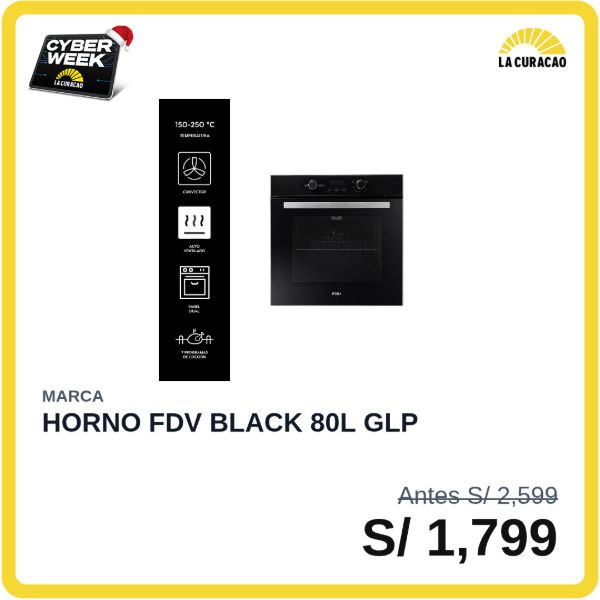 CYBER
WEEK
LA CURACAO
LA CURACAO
150-250 °C
TEMPERATURA
CONVECTOR
AUTO
VENTILADO
PANEL
DUAL
7 PROGRAMAS
DE COCCIÓN
FDV
MARCA
HORNO FDV BLACK 80L GLP
Antes S/ 2,599
S/ 1,799